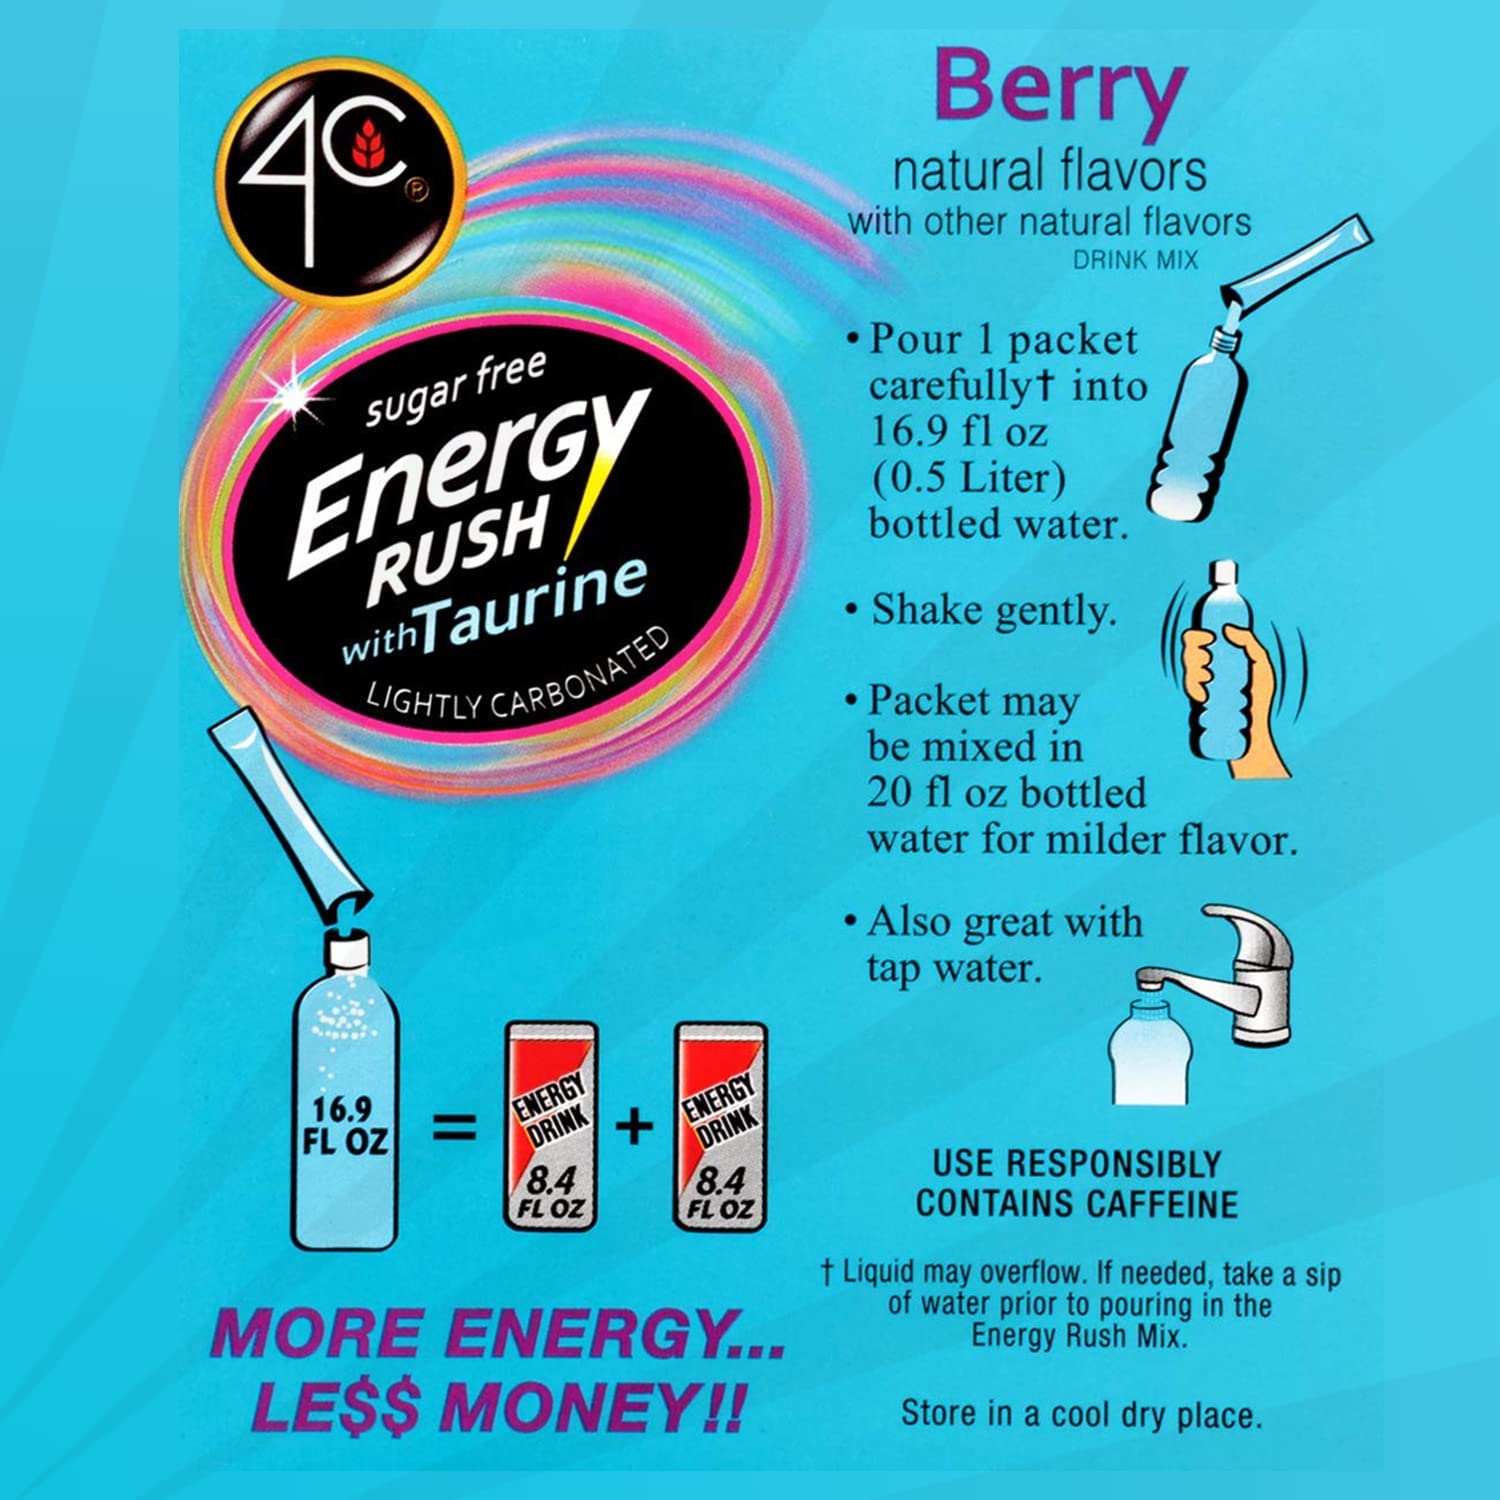 4C
®
sugar free
EnerGy
RUSH
with Taurine
LIGHTLY CARBONATED
16.9
FL OZ
=
ENERGY
DRINK
8.4
FL OZ
+
ENERGY
DRINK
8.4
FL OZ
MORE ENERGY...
LE$$ MONEY!!
Berry
natural flavors
with other natural flavors
DRINK MIX
• Pour 1 packet
carefully† into
16.9 fl oz
(0.5 Liter)
bottled water.
• Shake gently.
• Packet may
be mixed in
20 fl oz bottled
water for milder flavor.
• Also great with
tap water.
USE RESPONSIBLY
CONTAINS CAFFEINE
† Liquid may overflow. If needed, take a sip
of water prior to pouring in the
Energy Rush Mix.
Store in a cool dry place.